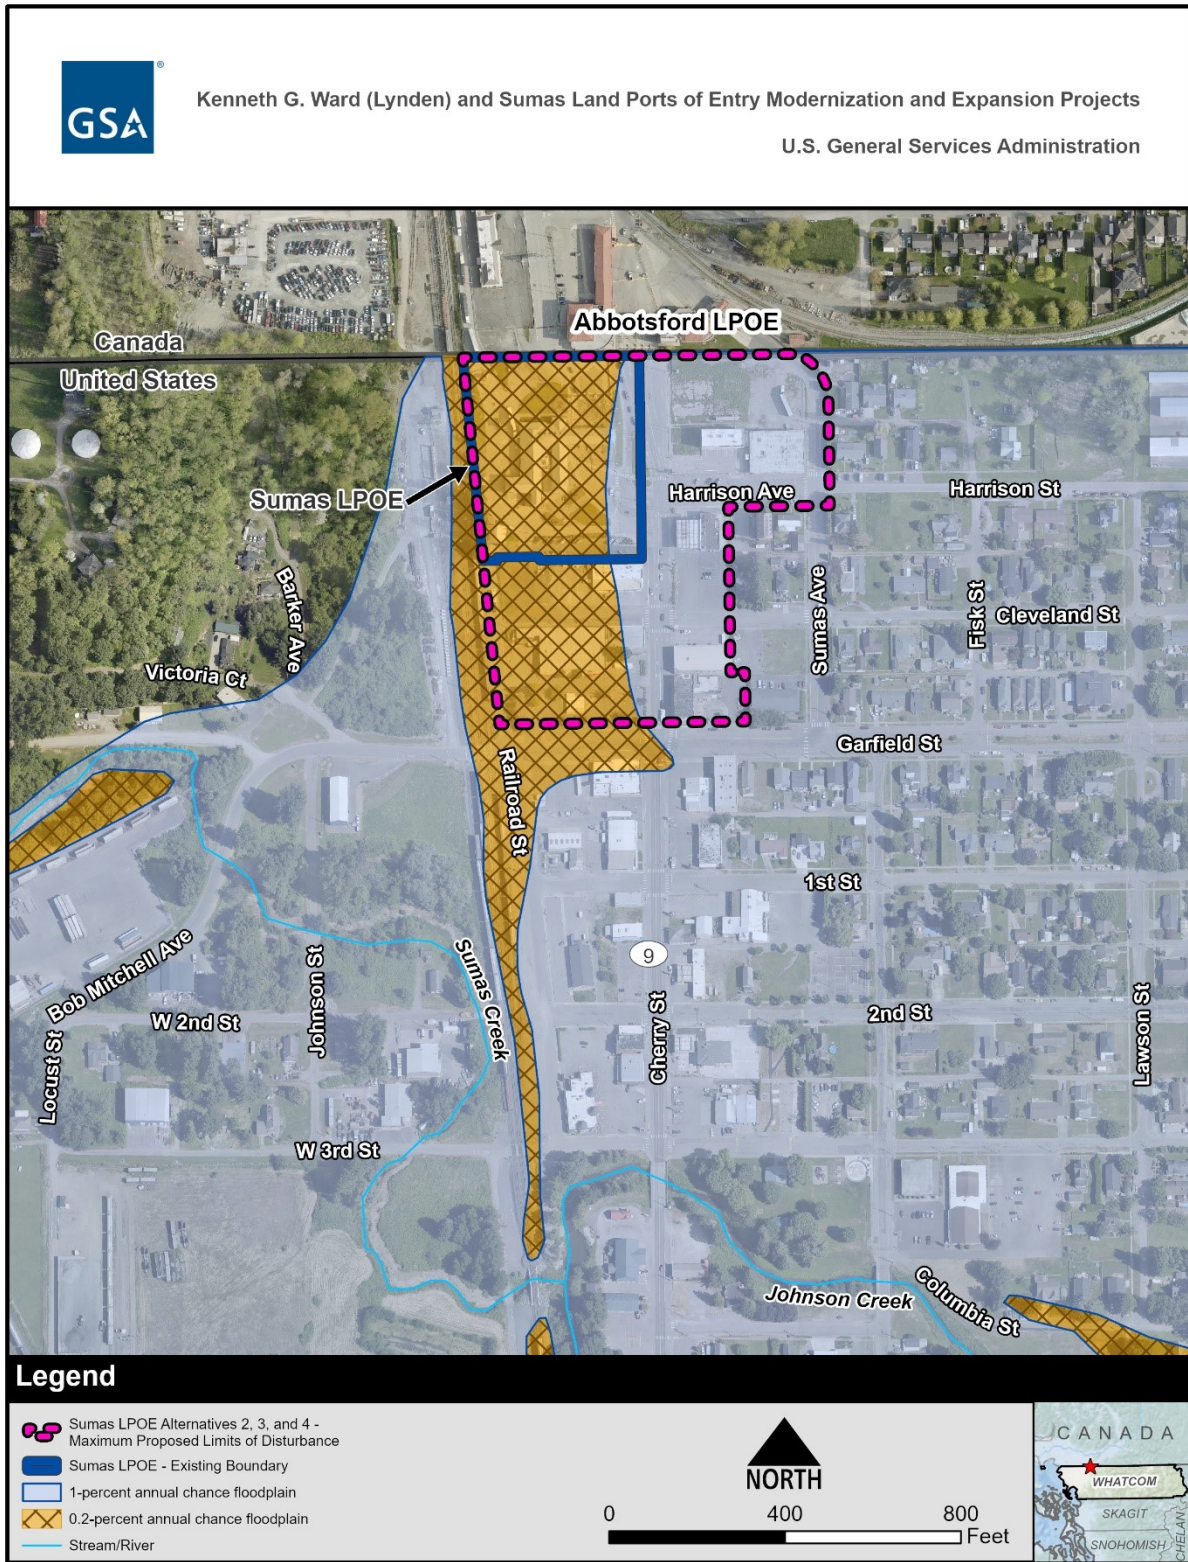 GSA
®
Kenneth G. Ward (Lynden) and Sumas Land Ports of Entry Modernization and Expansion Projects
U.S. General Services Administration
Abbotsford LPOE
Canada
United States
Sumas LPOE
Harrison Ave
Harrison St
Barker Ave
Sumas Ave
Fisk St
Cleveland St
Victoria Ct
Garfield St
Railroad St
1st St
Sumas Creek
9
Bob Mitchell Ave
Johnson St
W 2nd St
2nd St
Cherry St
Lawson St
Locust St
W 3rd St
Johnson Creek
Columbia St
Legend
Sumas LPOE Alternatives 2, 3, and 4 -
Maximum Proposed Limits of Disturbance
Sumas LPOE - Existing Boundary
1-percent annual chance floodplain
0.2-percent annual chance floodplain
Stream/River
NORTH
0 400 800
Feet
CANADA
WHATCOM
SKAGIT
SNOHOMISH
CHELAN